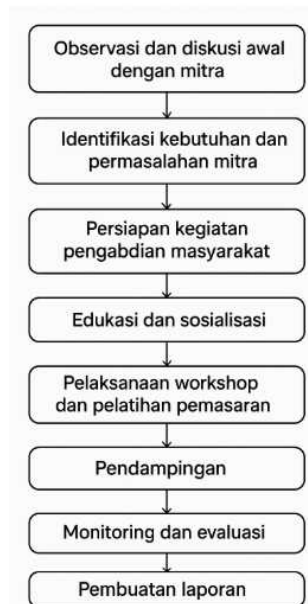 Observasi dan diskusi awal
dengan mitra
Identifikasi kebutuhan dan
permasalahan mitra
Persiapan kegiatan
pengabdian masyarakat
Edukasi dan sosialisasi
Pelaksanaan workshop
dan pelatihan pemasaran
Pendampingan
Monitoring dan evaluasi
Pembuatan laporan